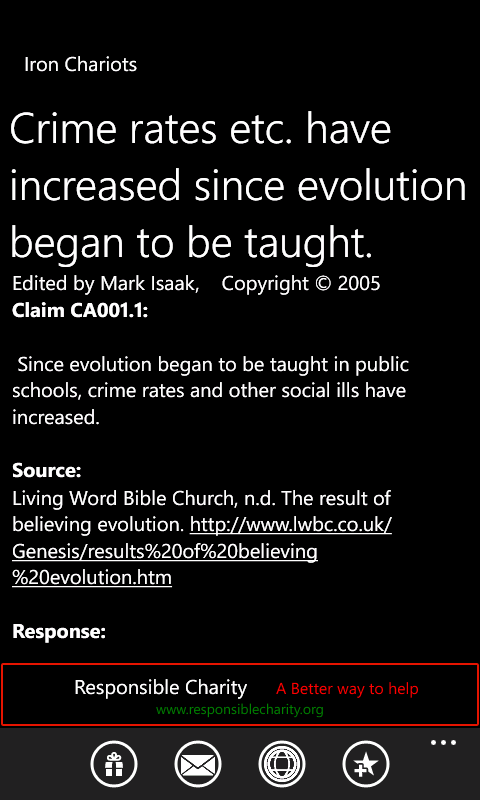 Iron Chariots
Crime rates etc. have
increased since evolution
began to be taught.
Edited by Mark Isaak,    Copyright © 2005
Claim CA001.1:
Since evolution began to be taught in public
schools, crime rates and other social ills have
increased.
Source:
Living Word Bible Church, n.d. The result of
believing evolution. http://www.lwbc.co.uk/
Genesis/results%20of%20believing
%20evolution.htm
Response:
Responsible Charity A Better way to help
www.responsiblecharity.org